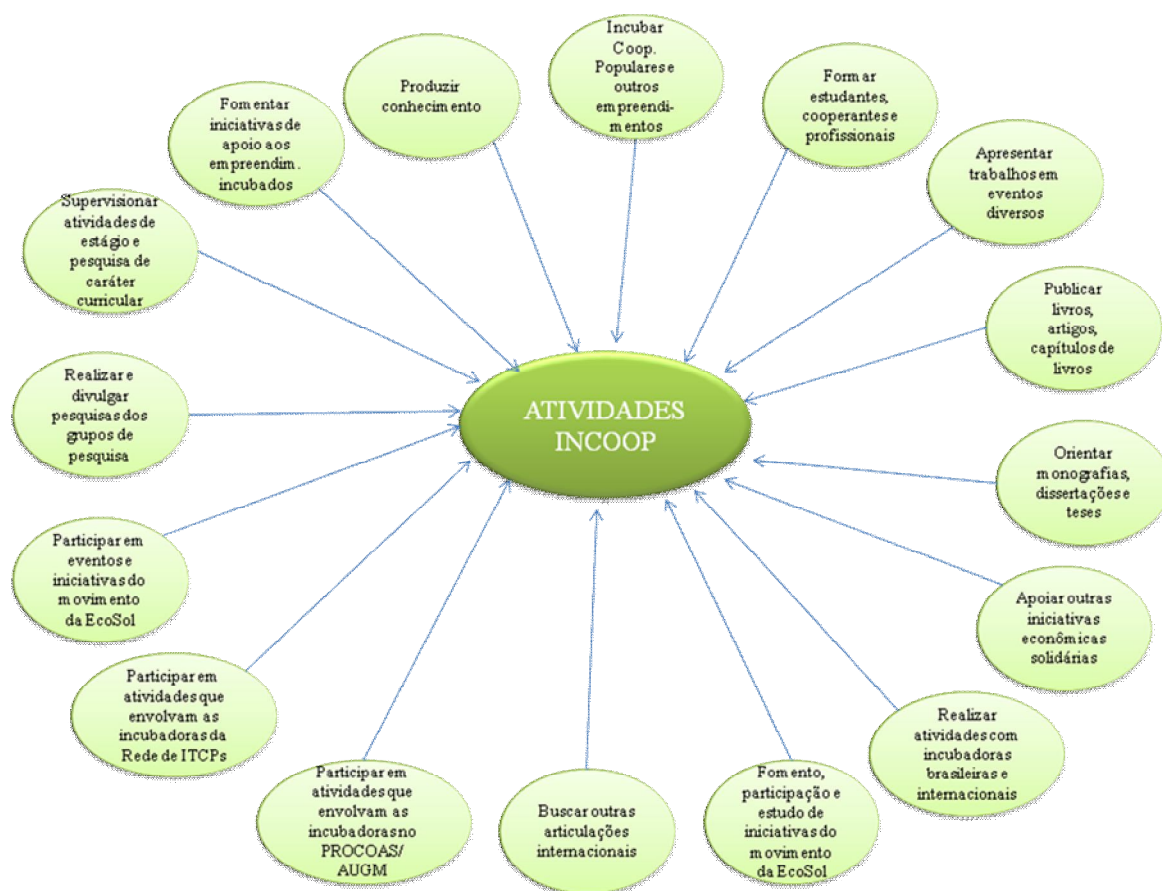 Incubar
Coop.
Populares e
outros
empreendi-
mentos
Formar
estudantes,
cooperantes e
profissionais
Apresentar
trabalhos em
eventos
diversos
Publicar
livros,
artigos,
capítulos de
livros
Orientar
monografias,
dissertações e
teses
Apoiar outras
iniciativas
econômicas
solidárias
Realizar
atividades com
incubadoras
brasileiras e
internacionais
Fomento,
participação e
estudo de
iniciativas do
movimento
da EcoSol
Buscar outras
articulações
internacionais
Participar em
atividades que
envolvam as
incubadoras no
PROCOAS/
AUGM
Participar em
atividades que
envolvam as
incubadoras da
Rede de ITCPs
Participar em
eventos e
iniciativas do
movimento
da EcoSol
Realizar e
divulgar
pesquisas dos
grupos de
pesquisa
Supervisionar
atividades de
estágio e
pesquisa de
caráter
curricular
Fomentar
iniciativas de
apoio aos
empreendim.
incubados
Produzir
conhecimento
ATIVIDADES
INCOOP